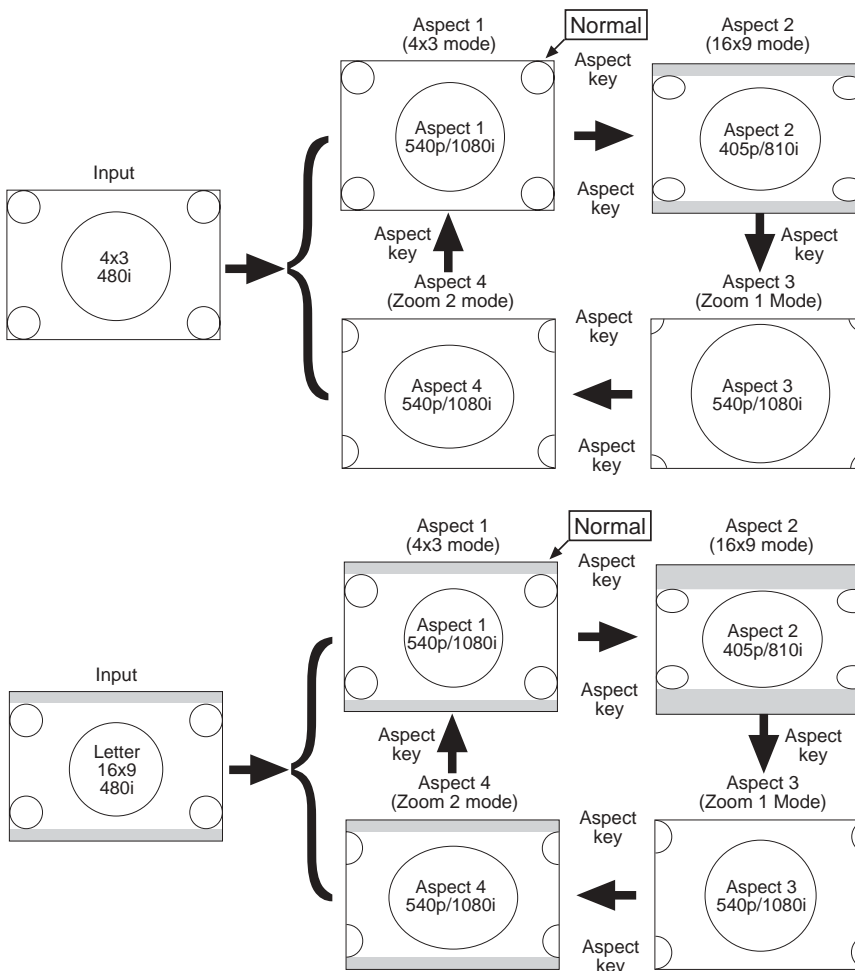 Aspect 1
(4x3 mode)
Normal
Aspect
key
Aspect 2
(16x9 mode)
Aspect 1
540p/1080i
Aspect 2
405p/810i
Input
Aspect
key
4x3
480i
Aspect
key
Aspect
key
Aspect 4
(Zoom 2 mode)
Aspect 3
(Zoom 1 Mode)
Aspect
key
Aspect 4
540p/1080i
Aspect 3
540p/1080i
Aspect
key
Aspect 1
(4x3 mode)
Normal
Aspect
key
Aspect 2
(16x9 mode)
Aspect 1
540p/1080i
Aspect 2
405p/810i
Input
Aspect
key
Letter
16x9
480i
Aspect
key
Aspect
key
Aspect 4
(Zoom 2 mode)
Aspect 3
(Zoom 1 Mode)
Aspect
key
Aspect 4
540p/1080i
Aspect 3
540p/1080i
Aspect
key